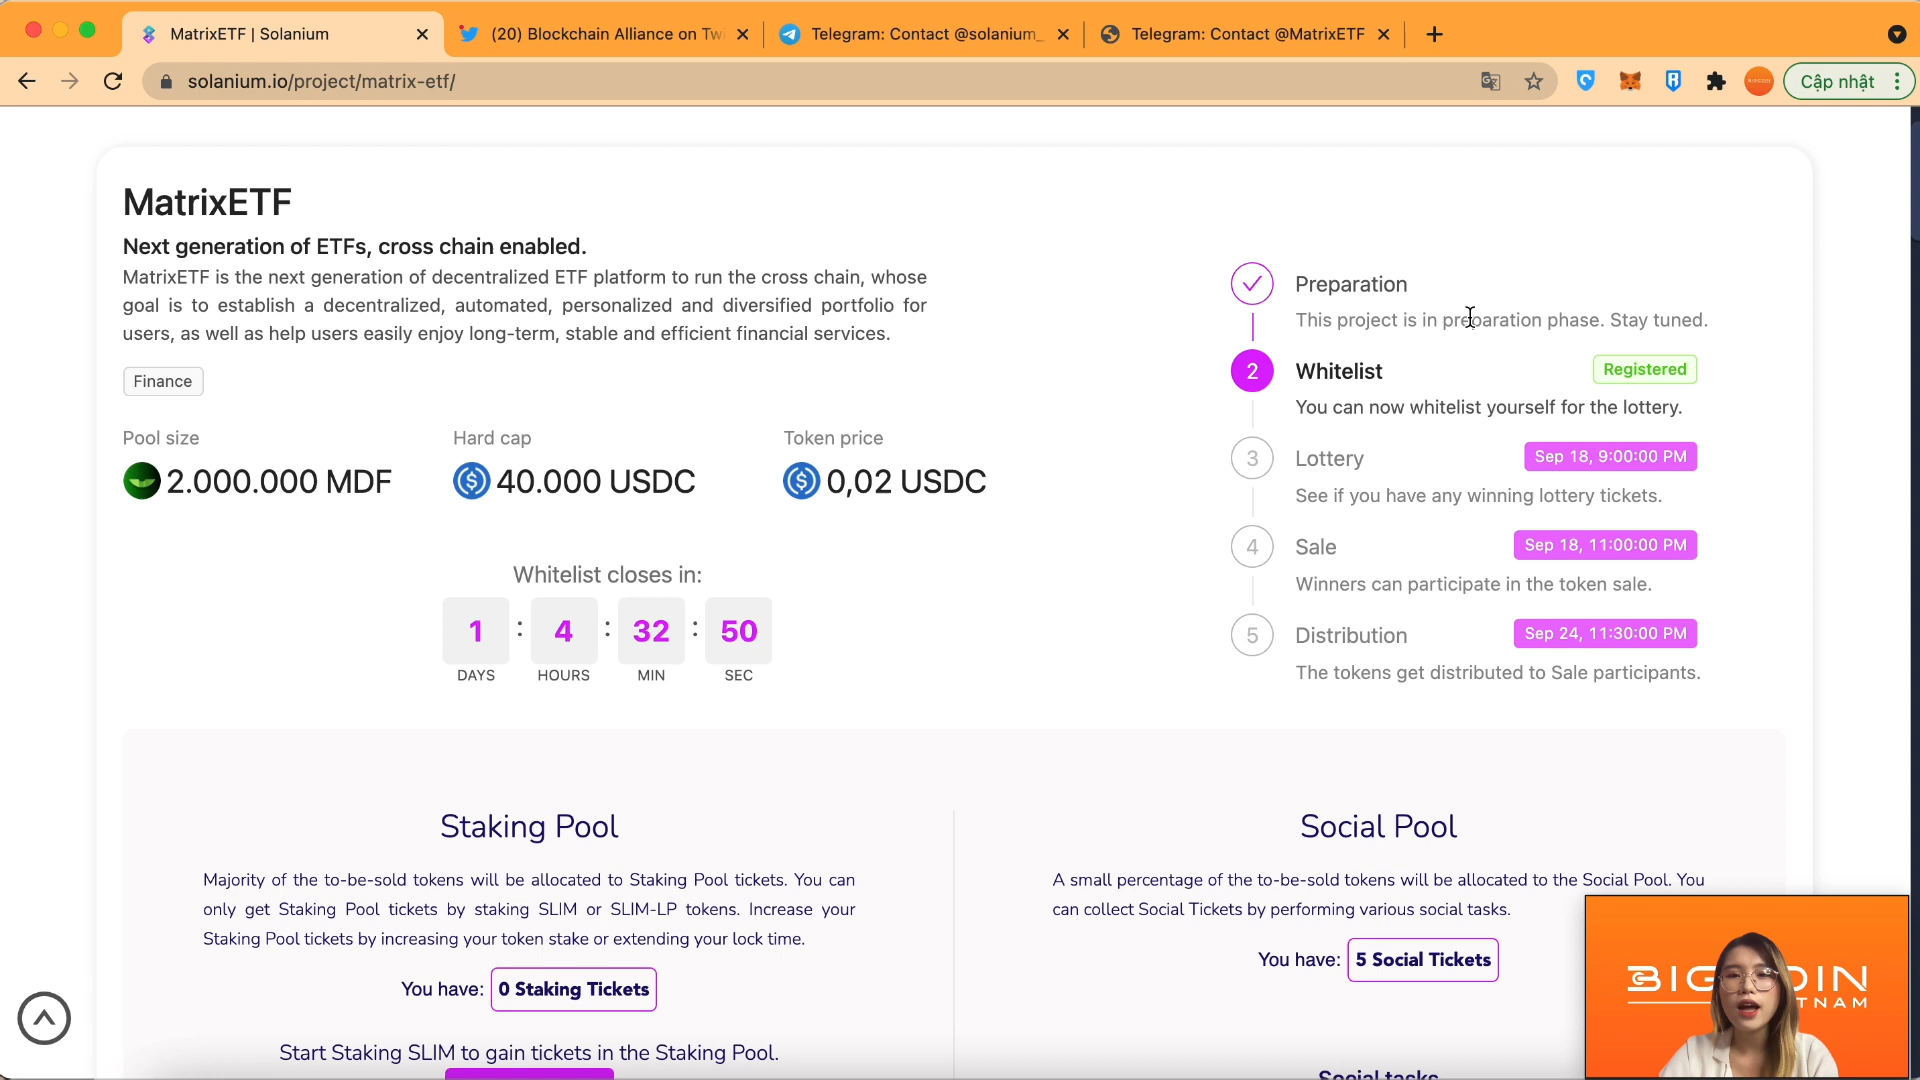 MatrixETF | Solanium
(20) Blockchain Alliance on Tw
Telegram: Contact @solanium_
Telegram: Contact @MatrixETF
solanium.io/project/matrix-etf/
Cập nhật
MatrixETF
Next generation of ETFs, cross chain enabled.
MatrixETF is the next generation of decentralized ETF platform to run the cross chain, whose
goal is to establish a decentralized, automated, personalized and diversified portfolio for
users, as well as help users easily enjoy long-term, stable and efficient financial services.
Finance
Pool size
Hard cap
Token price
2.000.000 MDF
40.000 USDC
0,02 USDC
Whitelist closes in:
1 : 4 : 32 : 50
DAYS HOURS MIN SEC
Preparation
This project is in preparation phase. Stay tuned.
2 Whitelist Registered
You can now whitelist yourself for the lottery.
3 Lottery Sep 18, 9:00:00 PM
See if you have any winning lottery tickets.
4 Sale Sep 18, 11:00:00 PM
Winners can participate in the token sale.
5 Distribution Sep 24, 11:30:00 PM
The tokens get distributed to Sale participants.
Staking Pool
Majority of the to-be-sold tokens will be allocated to Staking Pool tickets. You can
only get Staking Pool tickets by staking SLIM or SLIM-LP tokens. Increase your
Staking Pool tickets by increasing your token stake or extending your lock time.
You have: 0 Staking Tickets
Start Staking SLIM to gain tickets in the Staking Pool.
Social Pool
A small percentage of the to-be-sold tokens will be allocated to the Social Pool. You
can collect Social Tickets by performing various social tasks.
You have: 5 Social Tickets
Social tasks